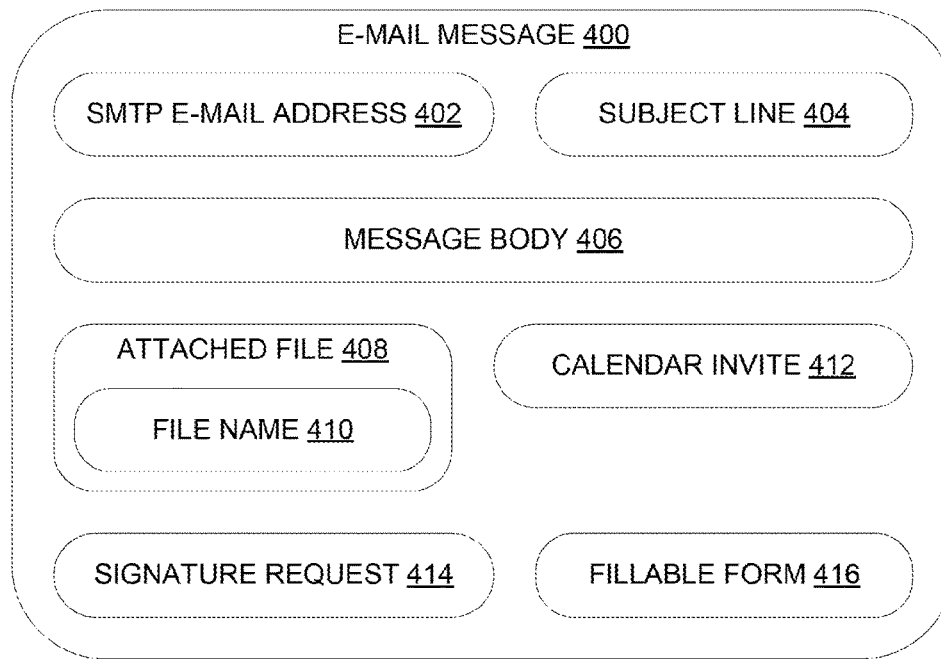 E-MAIL MESSAGE 400
SMTP E-MAIL ADDRESS 402
SUBJECT LINE 404
MESSAGE BODY 406
ATTACHED FILE 408
CALENDAR INVITE 412
FILE NAME 410
SIGNATURE REQUEST 414
FILLABLE FORM 416